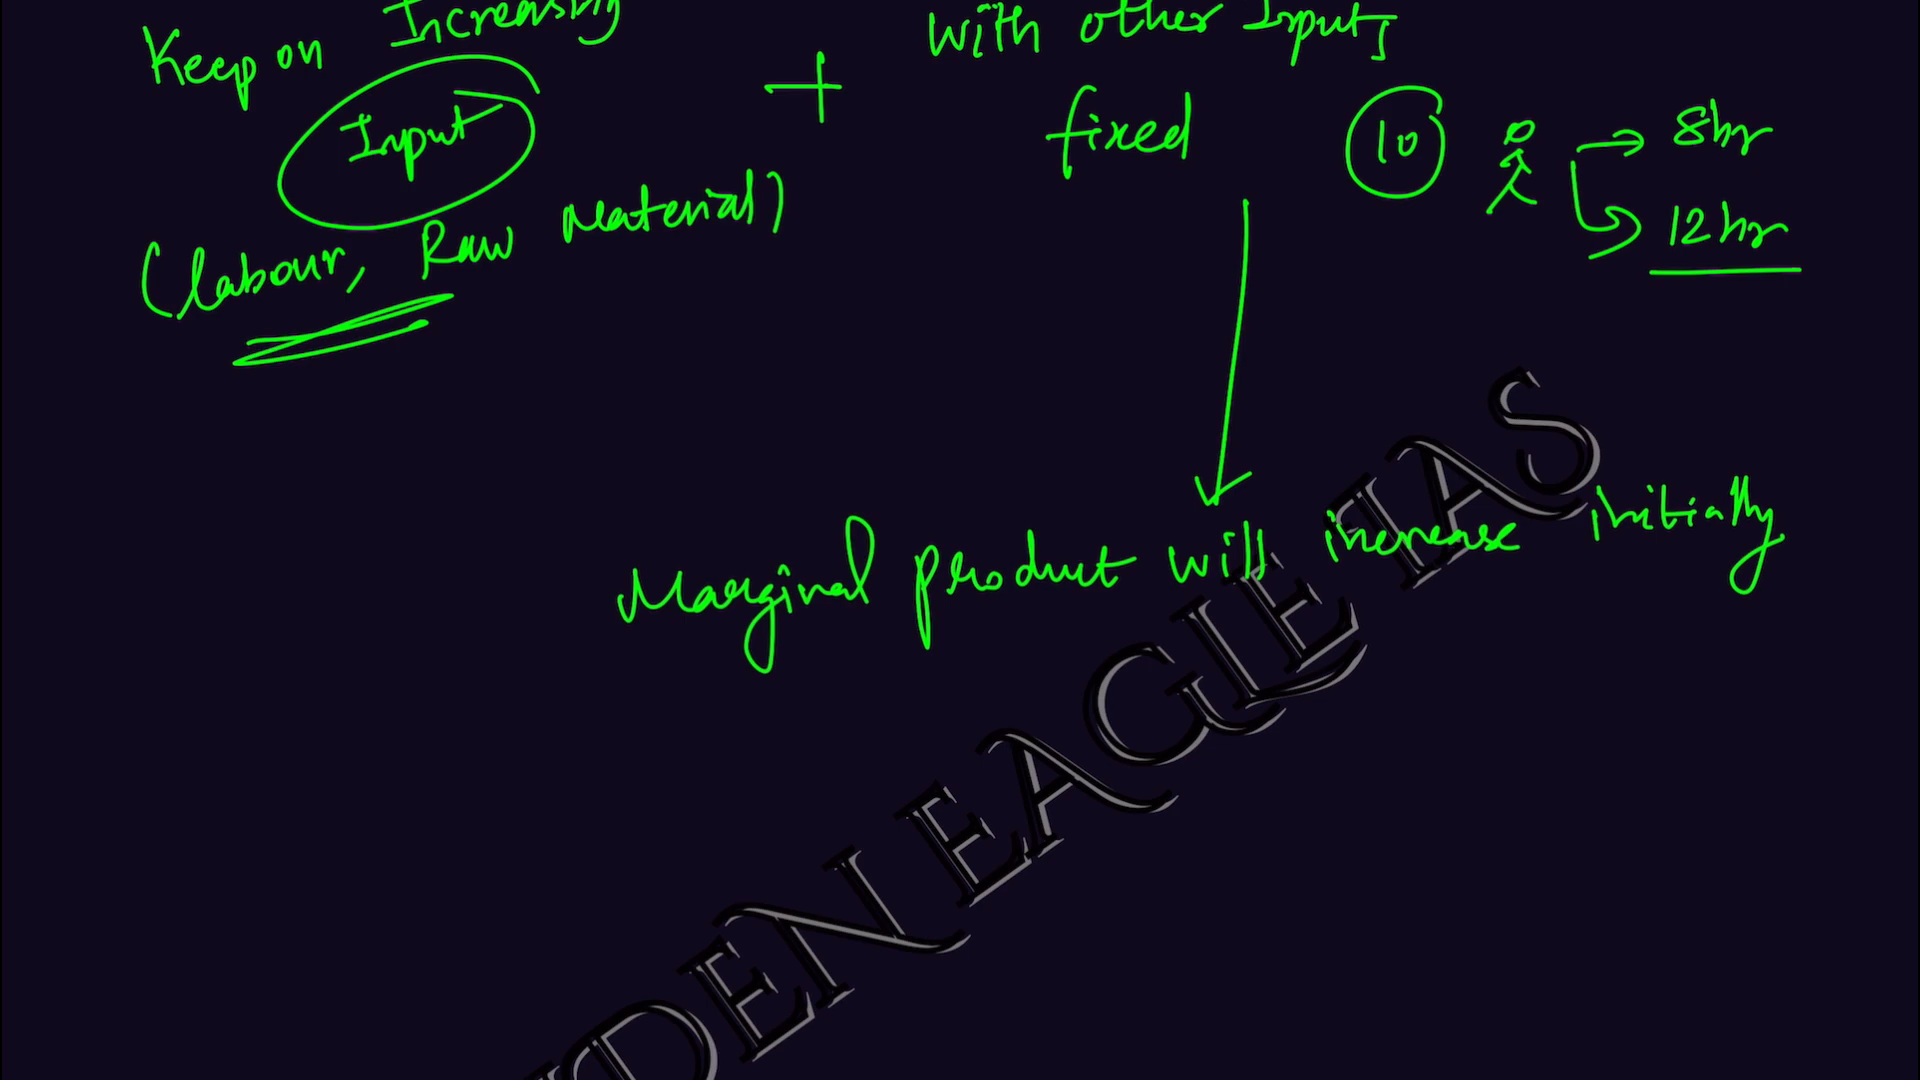 Keep on Increasing
Input
(labour, Raw Material)
+
With other Inputs
fixed
10
8hr
12hr
Marginal product will increase initially
DEN EAGLE IAS